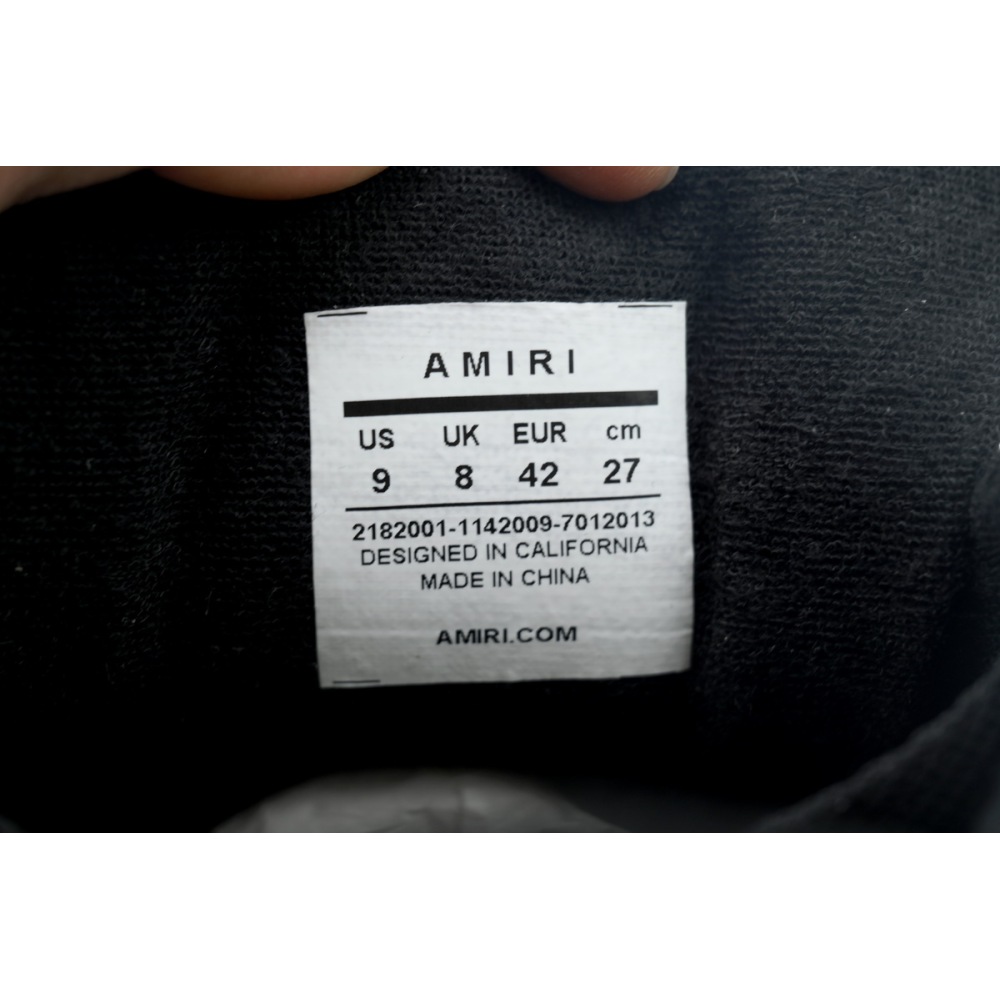 AMIRI
US UK EUR cm
9 8 42 27
2182001-1142009-7012013
DESIGNED IN CALIFORNIA
MADE IN CHINA
AMIRI.COM